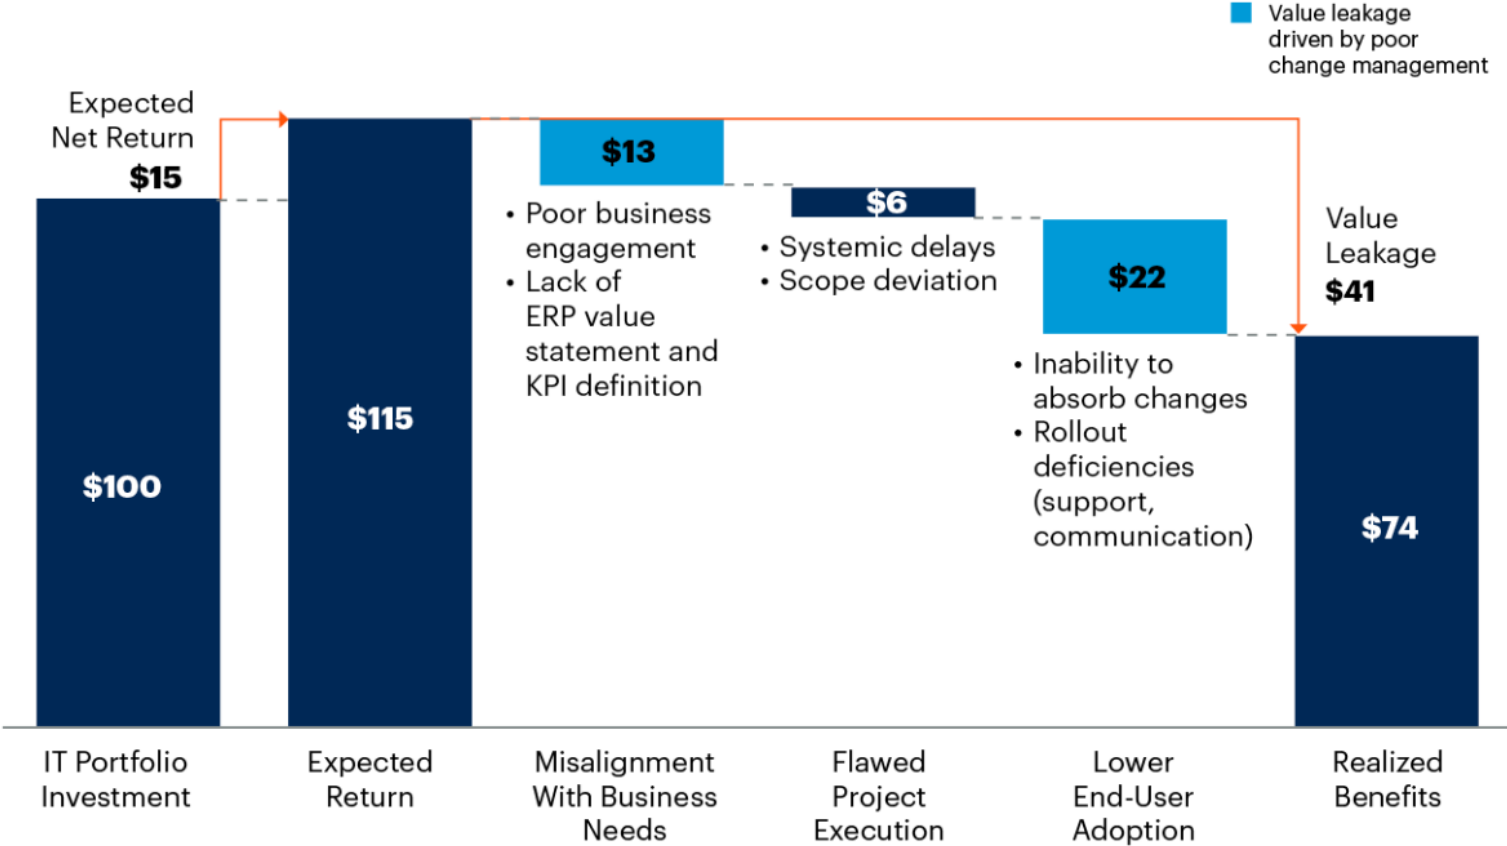 Value leakage
driven by poor
change management
Expected
Net Return
$15
$100
$115
$13
• Poor business
engagement
• Lack of
ERP value
statement and
KPI definition
$6
• Systemic delays
• Scope deviation
$22
• Inability to
absorb changes
• Rollout
deficiencies
(support,
communication)
Value
Leakage
$41
$74
IT Portfolio
Investment
Expected
Return
Misalignment
With Business
Needs
Flawed
Project
Execution
Lower
End-User
Adoption
Realized
Benefits